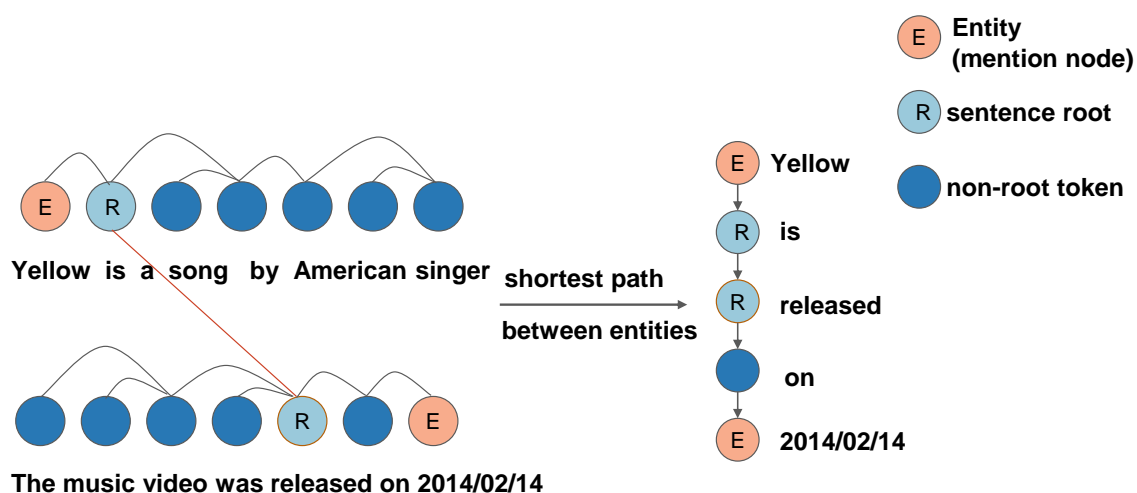 E Entity
(mention node)
R sentence root
non-root token
E R
Yellow is a song by American singer
R E
The music video was released on 2014/02/14
shortest path
between entities
E Yellow
R is
R released
on
E 2014/02/14